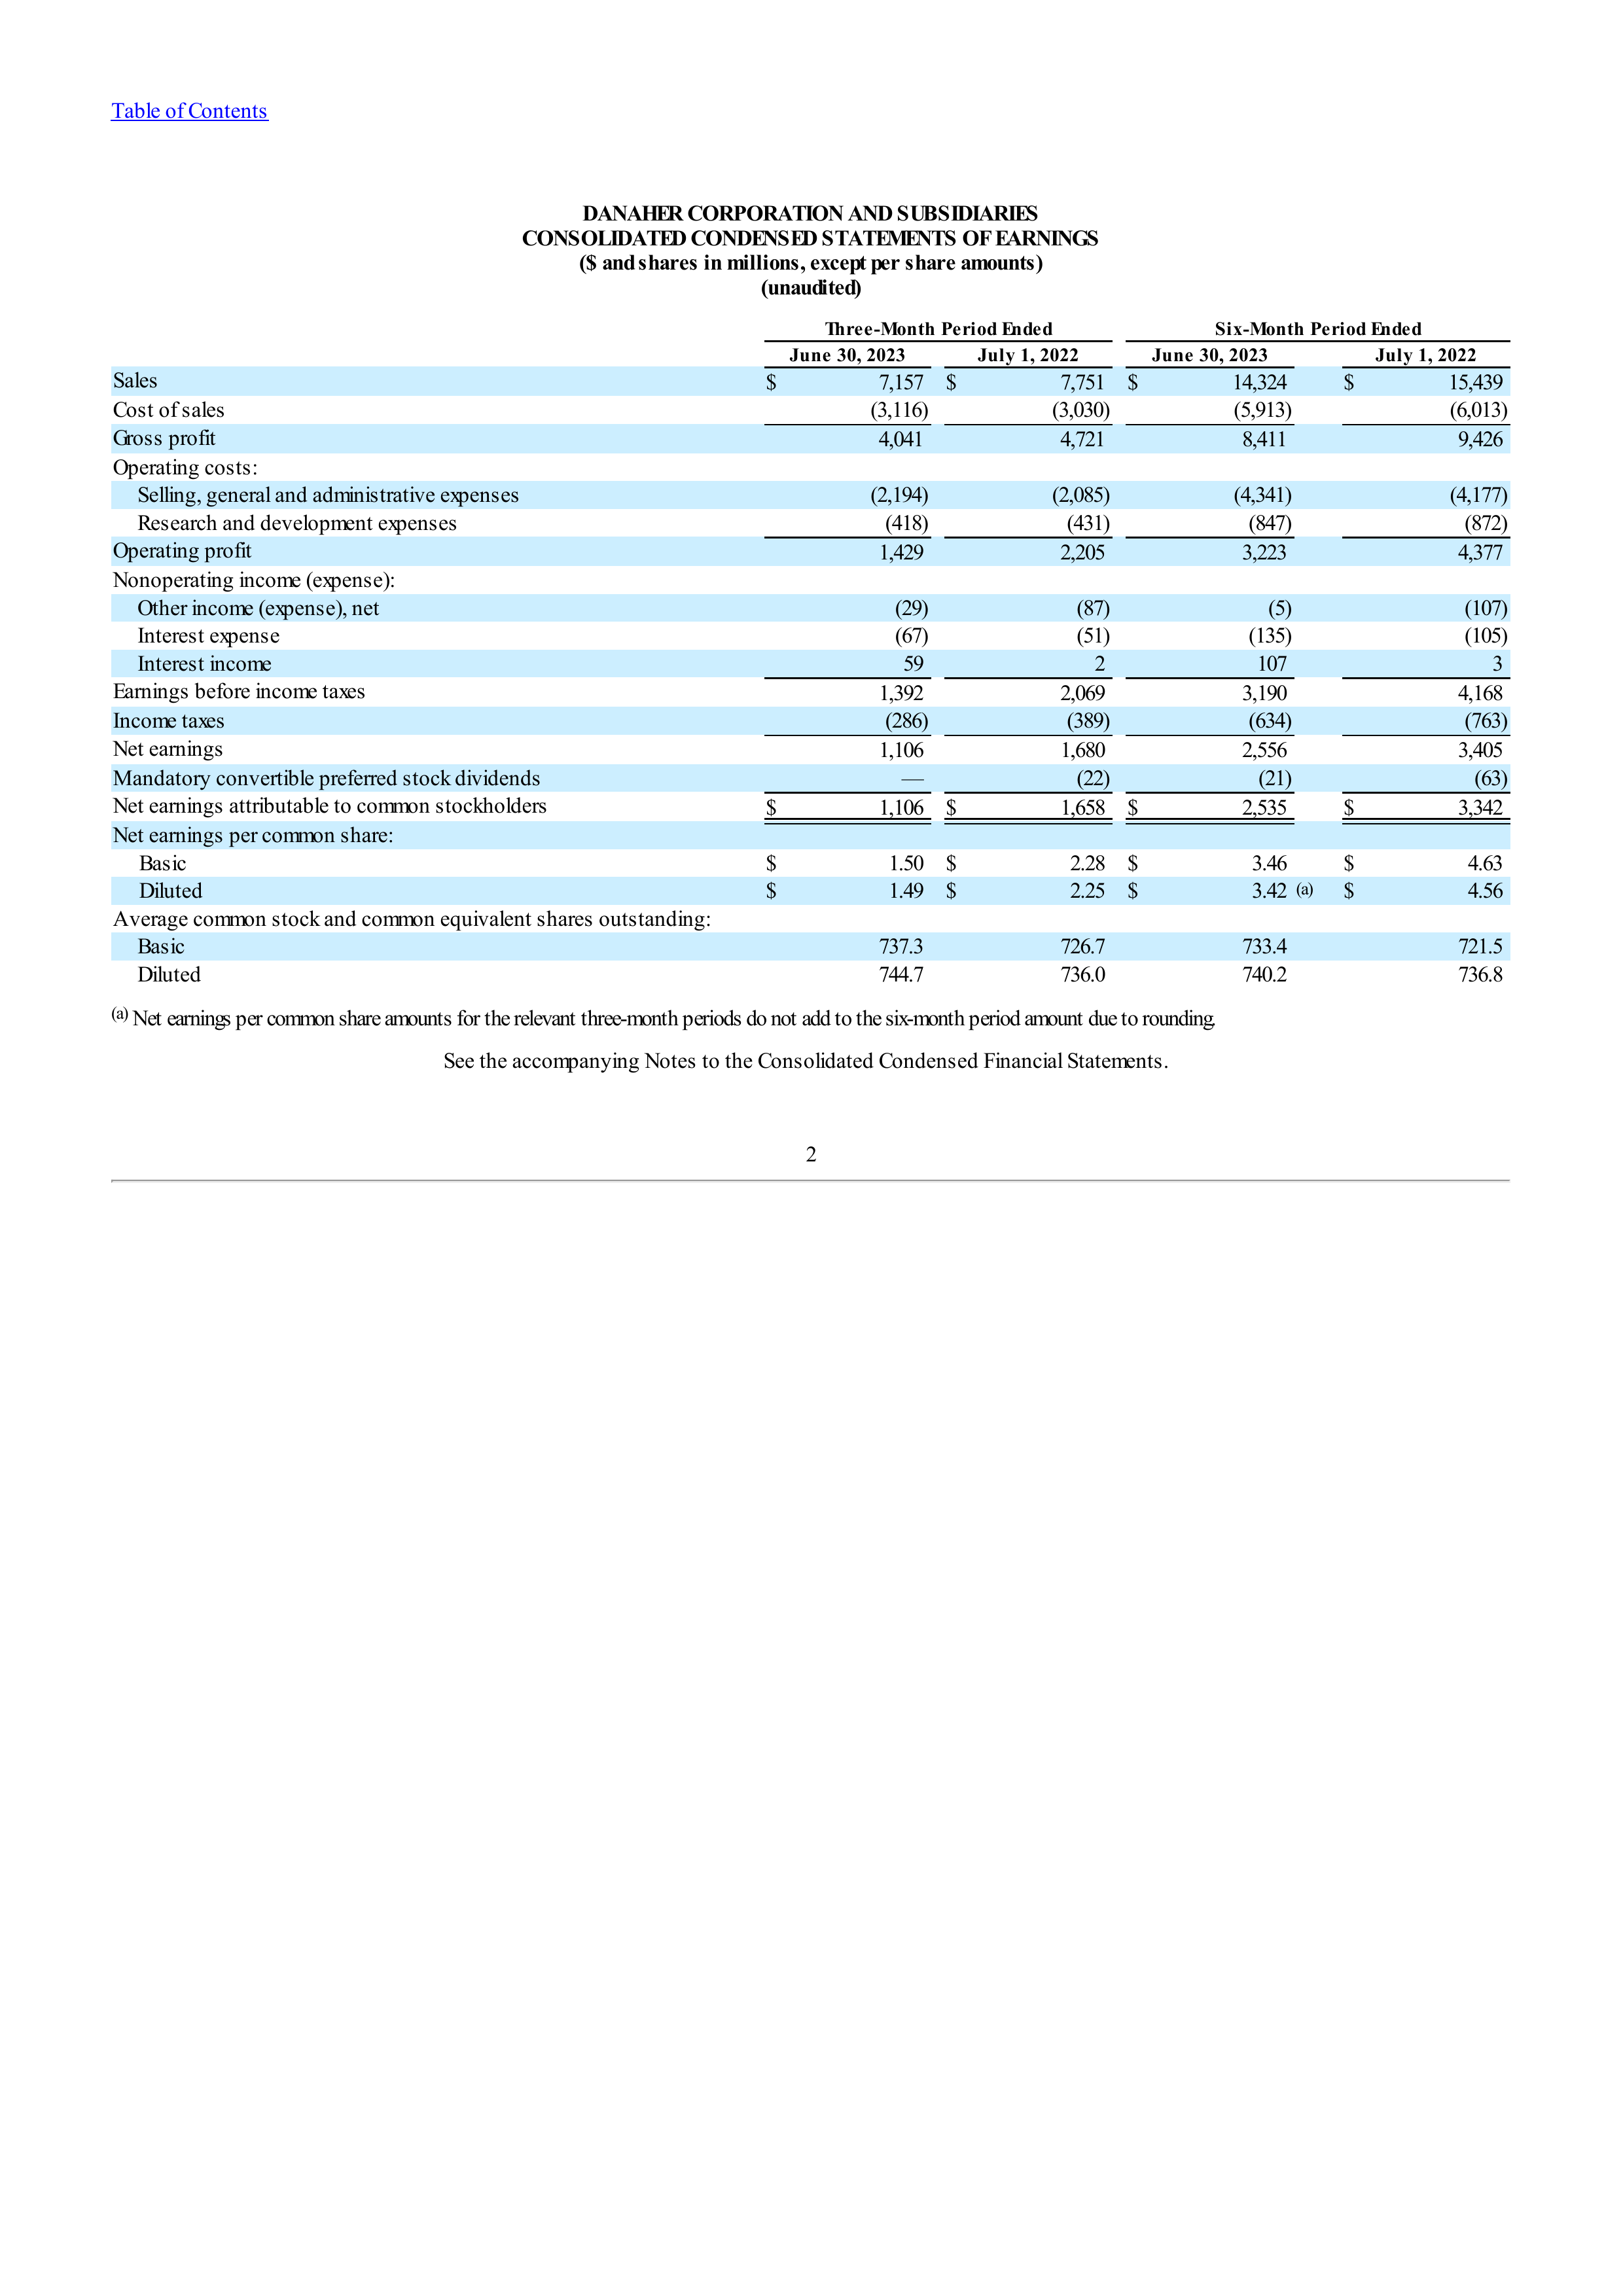 Table of Contents
DANAHER CORPORATION AND SUBSIDIARIES
CONSOLIDATED CONDENSED STATEMENTS OF EARNINGS
($ and shares in millions, except per share amounts)
(unaudited)
Three-Month Period Ended Six-Month Period Ended
June 30, 2023 July 1, 2022 June 30, 2023 July 1, 2022
Sales $ 7,157 $ 7,751 $ 14,324 $ 15,439
Cost of sales (3,116) (3,030) (5,913) (6,013)
Gross profit 4,041 4,721 8,411 9,426
Operating costs:
Selling, general and administrative expenses (2,194) (2,085) (4,341) (4,177)
Research and development expenses (418) (431) (847) (872)
Operating profit 1,429 2,205 3,223 4,377
Nonoperating income (expense):
Other income (expense), net (29) (87) (5) (107)
Interest expense (67) (51) (135) (105)
Interest income 59 2 107 3
Earnings before income taxes 1,392 2,069 3,190 4,168
Income taxes (286) (389) (634) (763)
Net earnings 1,106 1,680 2,556 3,405
Mandatory convertible preferred stock dividends — (22) (21) (63)
Net earnings attributable to common stockholders $ 1,106 $ 1,658 $ 2,535 $ 3,342
Net earnings per common share:
Basic $ 1.50 $ 2.28 $ 3.46 $ 4.63
Diluted $ 1.49 $ 2.25 $ 3.42 (a) $ 4.56
Average common stock and common equivalent shares outstanding:
Basic 737.3 726.7 733.4 721.5
Diluted 744.7 736.0 740.2 736.8
(a) Net earnings per common share amounts for the relevant three-month periods do not add to the six-month period amount due to rounding.
See the accompanying Notes to the Consolidated Condensed Financial Statements.
2